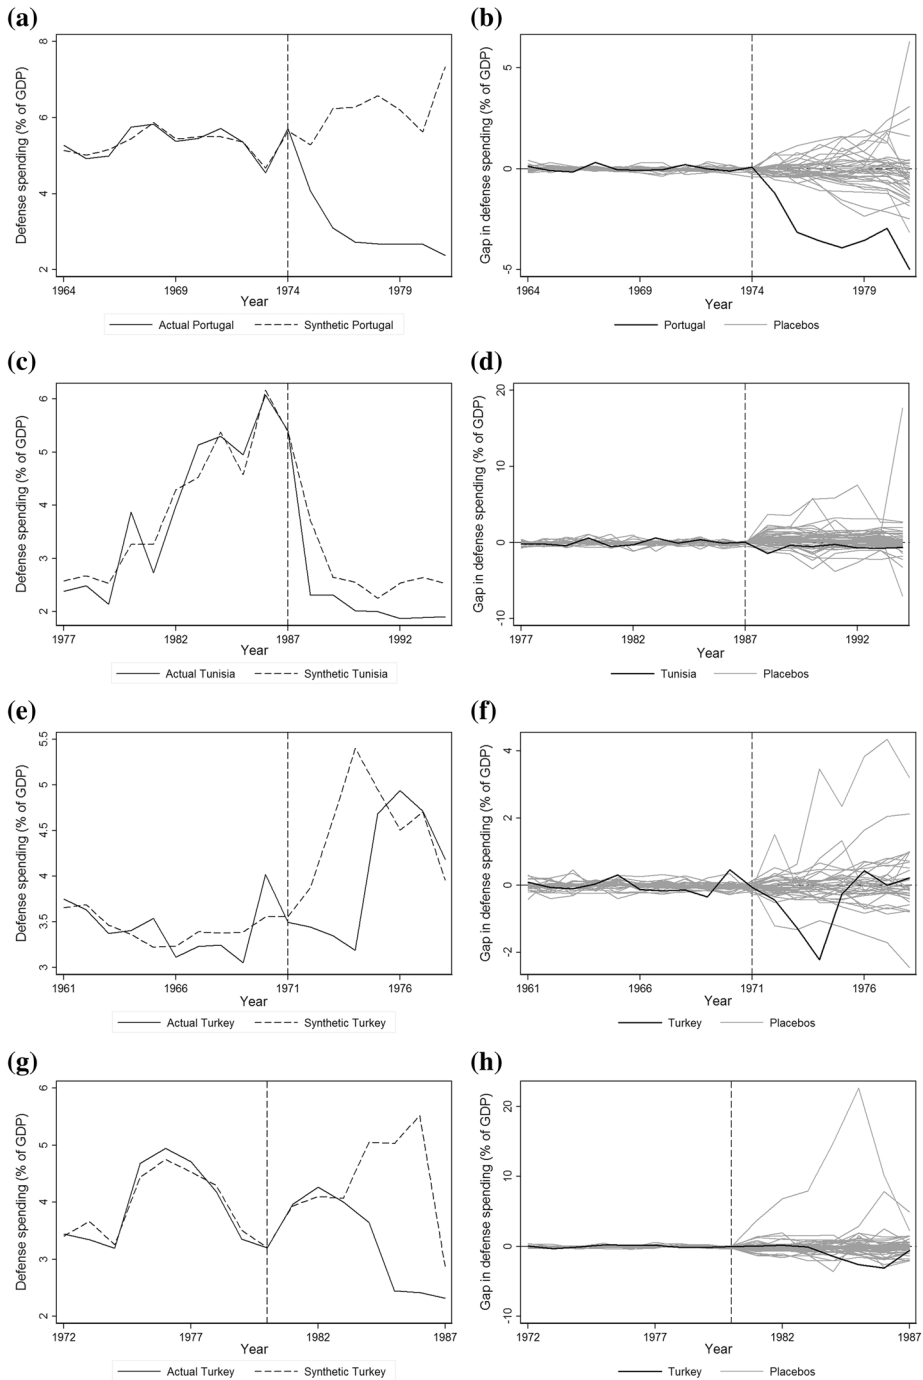 (a)
Defense spending (% of GDP)
8
6
4
2
1964 1969 1974 1979
Year
Actual Portugal Synthetic Portugal
(b)
Gap in defense spending (% of GDP)
5
0
-5
1964 1969 1974 1979
Year
Portugal Placebos
(c)
Defense spending (% of GDP)
6
5
4
3
2
1977 1982 1987 1992
Year
Actual Tunisia Synthetic Tunisia
(d)
Gap in defense spending (% of GDP)
20
10
0
-10
1977 1982 1987 1992
Year
Tunisia Placebos
(e)
Defense spending (% of GDP)
5.5
5
4.5
4
3.5
3
1961 1966 1971 1976
Year
Actual Turkey Synthetic Turkey
(f)
Gap in defense spending (% of GDP)
4
2
0
-2
1961 1966 1971 1976
Year
Turkey Placebos
(g)
Defense spending (% of GDP)
6
5
4
3
2
1972 1977 1982 1987
Year
Actual Turkey Synthetic Turkey
(h)
Gap in defense spending (% of GDP)
20
10
0
-10
1972 1977 1982 1987
Year
Turkey Placebos